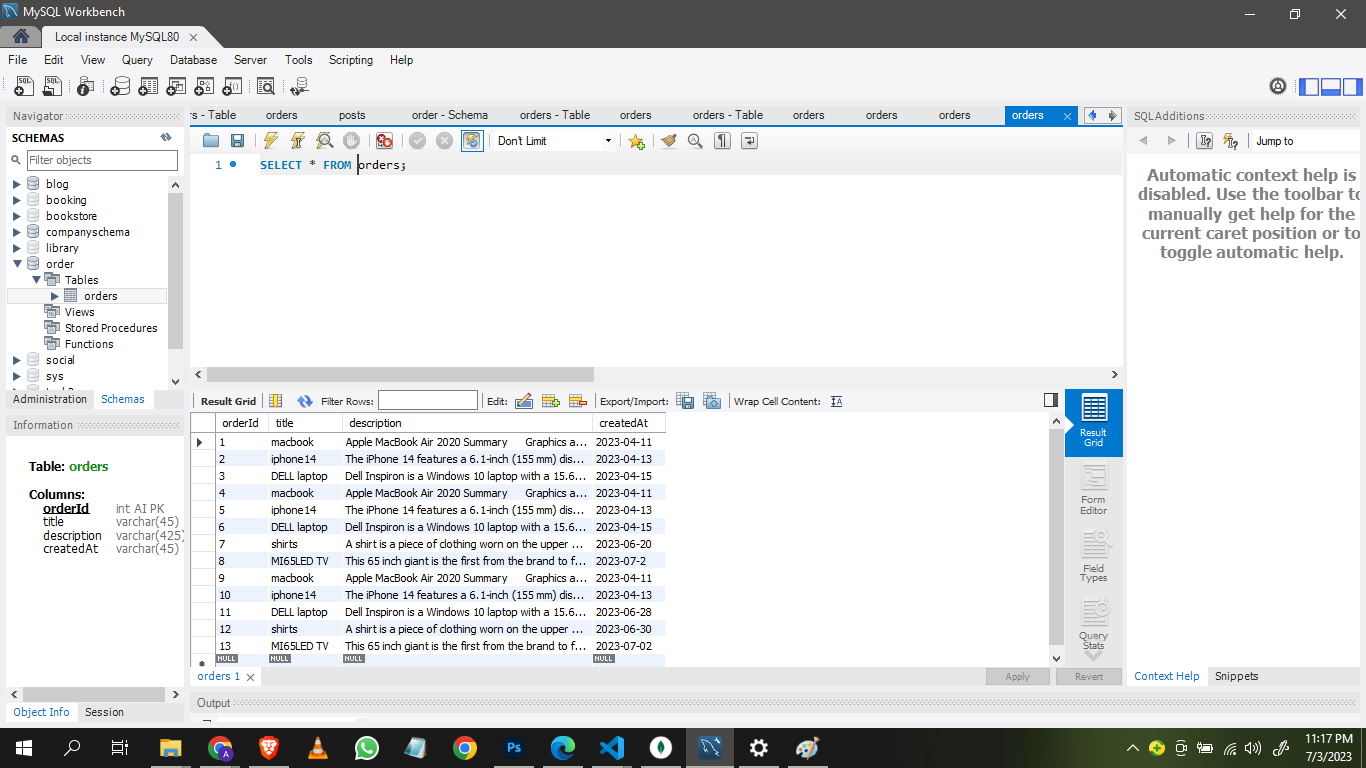 MySQL Workbench
Local instance MySQL80
File Edit View Query Database Server Tools Scripting Help
Navigator
SCHEMAS
Filter objects
blog
booking
bookstore
companyschema
library
order
Tables
orders
Views
Stored Procedures
Functions
social
sys
Administration Schemas
Information
Table: orders
Columns:
orderId int AI PK
title varchar(45)
description varchar(425)
createdAt varchar(45)
Object Info Session
rs - Table orders posts order - Schema orders - Table orders orders - Table orders orders orders orders
Don't Limit
1 SELECT * FROM orders;
Result Grid Filter Rows: Edit: Export/Import: Wrap Cell Content:
orderId title description createdAt
1 macbook Apple MacBook Air 2020 Summary Graphics a... 2023-04-11
2 iphone14 The iPhone 14 features a 6.1-inch (155 mm) dis... 2023-04-13
3 DELL laptop Dell Inspiron is a Windows 10 laptop with a 15.6... 2023-04-15
4 macbook Apple MacBook Air 2020 Summary Graphics a... 2023-04-11
5 iphone14 The iPhone 14 features a 6.1-inch (155 mm) dis... 2023-04-13
6 DELL laptop Dell Inspiron is a Windows 10 laptop with a 15.6... 2023-04-15
7 shirts A shirt is a piece of clothing worn on the upper ... 2023-06-20
8 MI65LED TV This 65 inch giant is the first from the brand to f... 2023-07-2
9 macbook Apple MacBook Air 2020 Summary Graphics a... 2023-04-11
10 iphone14 The iPhone 14 features a 6.1-inch (155 mm) dis... 2023-04-13
11 DELL laptop Dell Inspiron is a Windows 10 laptop with a 15.6... 2023-06-28
12 shirts A shirt is a piece of clothing worn on the upper ... 2023-06-30
13 MI65LED TV This 65 inch giant is the first from the brand to f... 2023-07-02
NULL NULL NULL NULL
Result
Grid
Form
Editor
Field
Types
Query
Stats
orders 1 Apply Revert
Output
SQLAdditions
Jump to
Automatic context help is
disabled. Use the toolbar to
manually get help for the
current caret position or to
toggle automatic help.
Context Help Snippets
11:17 PM
7/3/2023